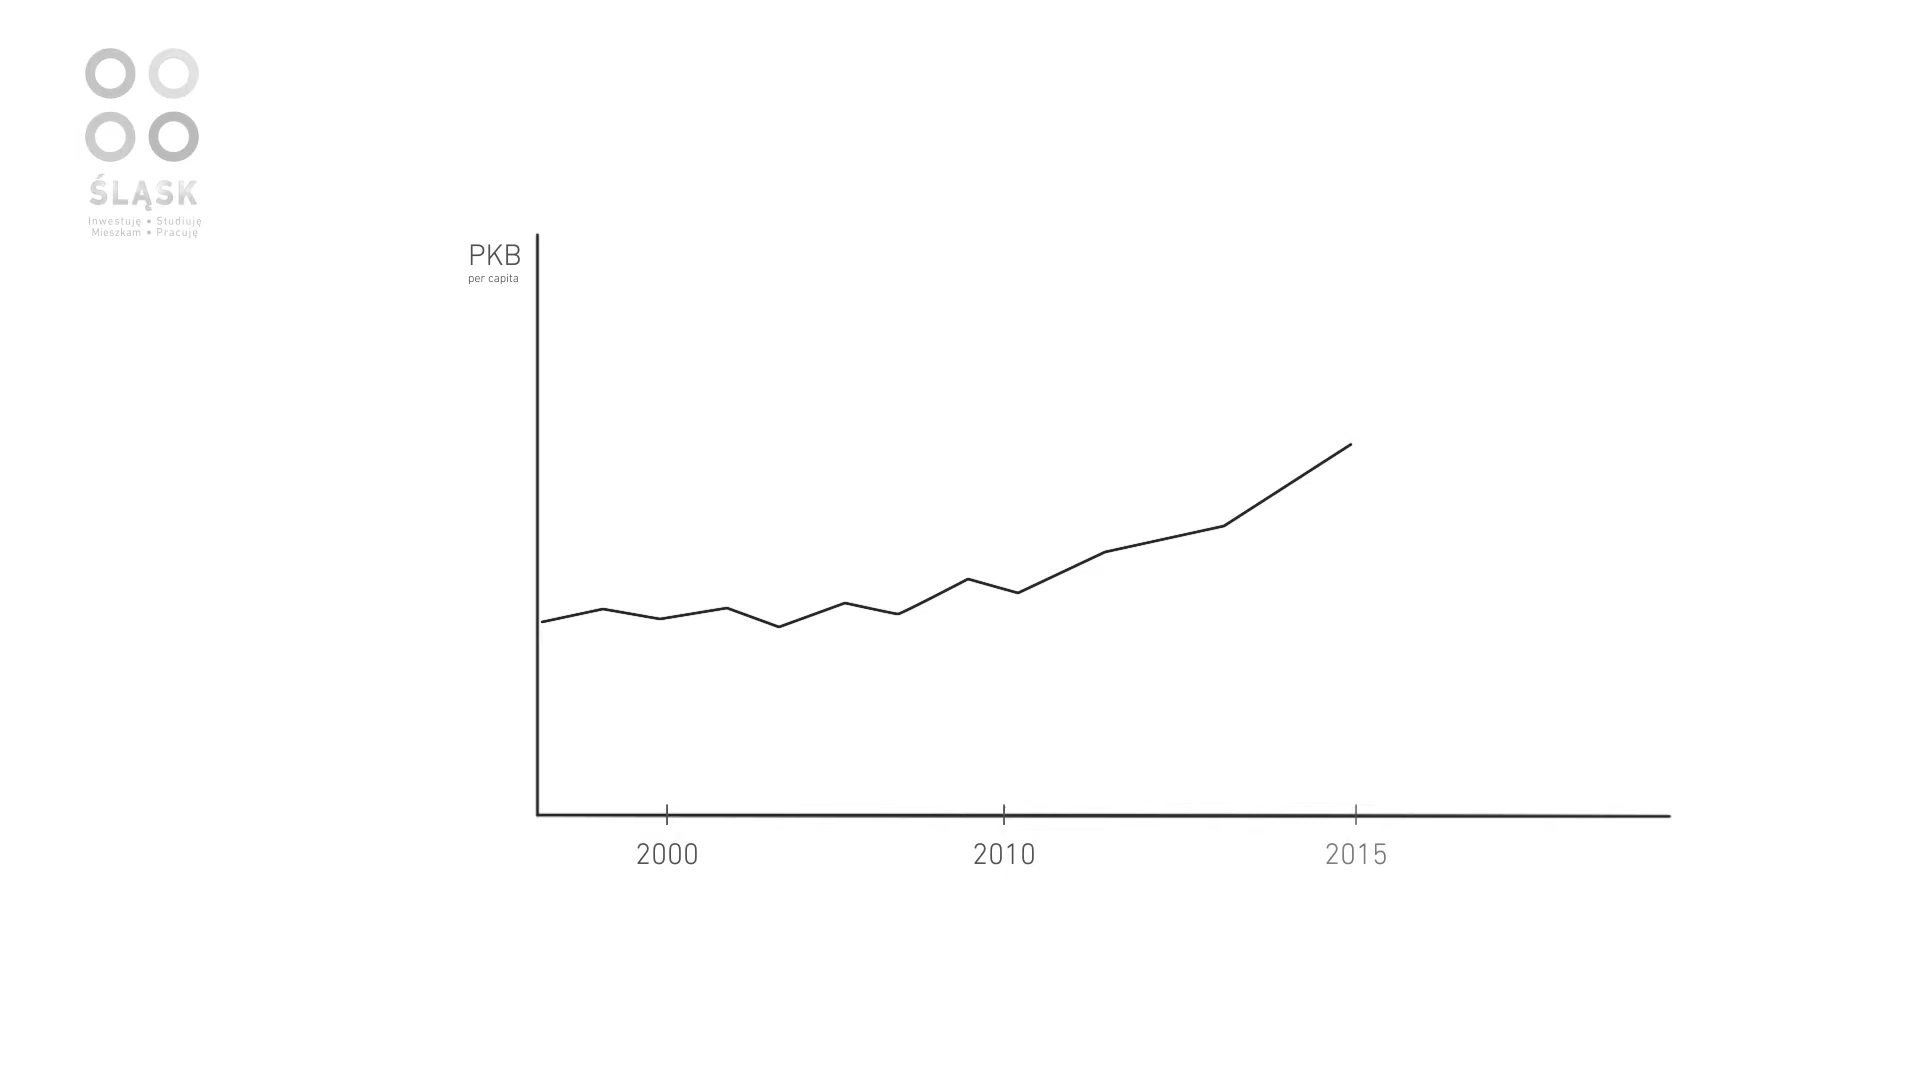 ŚLĄSK
Inwestuję • Studiuję
Mieszkam • Pracuję
PKB
per capita
2000
2010
2015